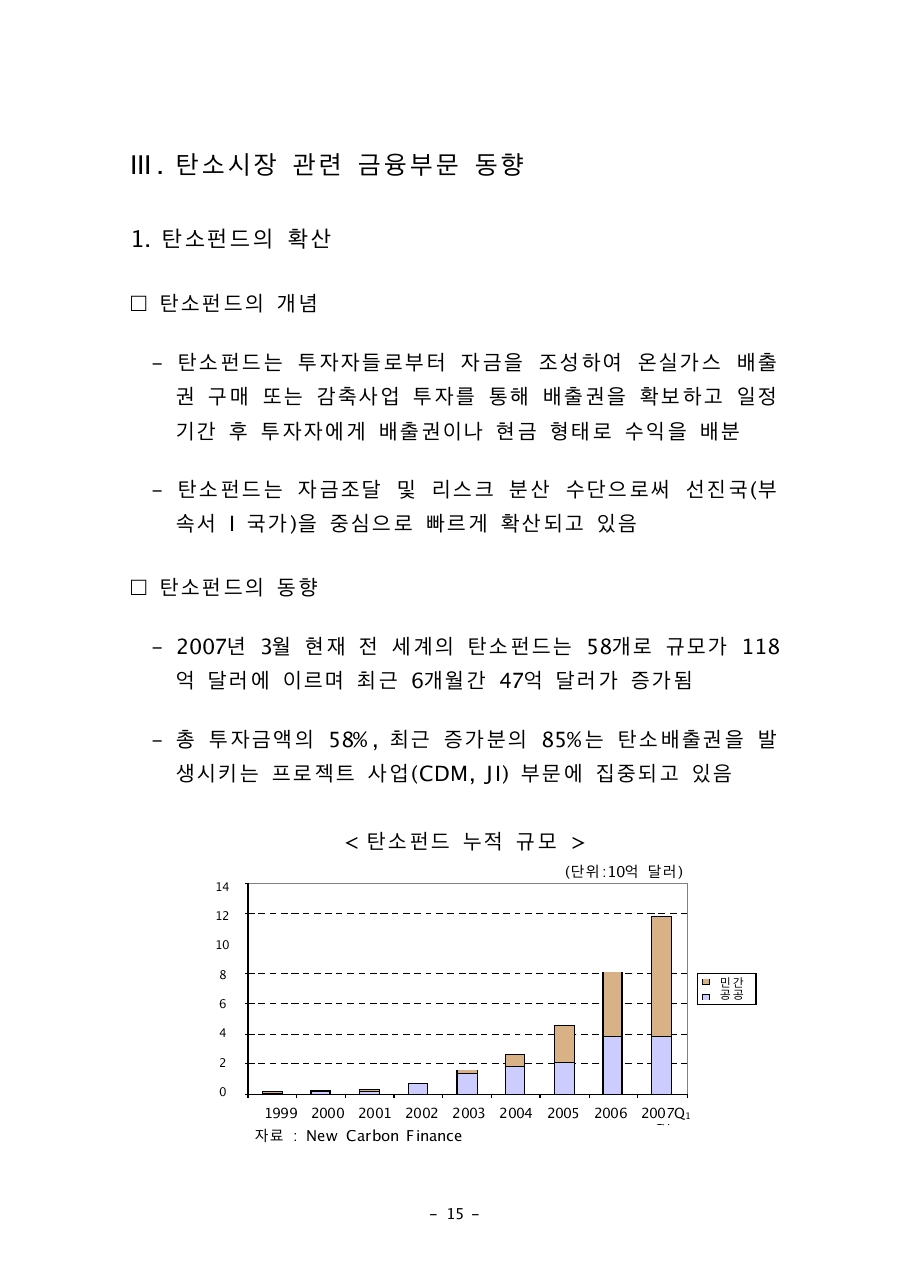 Ⅲ. 탄소시장 관련 금융부문 동향
1. 탄소펀드의 확산
□ 탄소펀드의 개념
- 탄소펀드는 투자자들로부터 자금을 조성하여 온실가스 배출
권 구매 또는 감축사업 투자를 통해 배출권을 확보하고 일정
기간 후 투자자에게 배출권이나 현금 형태로 수익을 배분
- 탄소펀드는 자금조달 및 리스크 분산 수단으로써 선진국(부
속서 I 국가)을 중심으로 빠르게 확산되고 있음
□ 탄소펀드의 동향
- 2007년 3월 현재 전 세계의 탄소펀드는 58개로 규모가 118
억 달러에 이르며 최근 6개월간 47억 달러가 증가됨
- 총 투자금액의 58%, 최근 증가분의 85%는 탄소배출권을 발
생시키는 프로젝트 사업(CDM, JI) 부문에 집중되고 있음
< 탄소펀드 누적 규모 >
(단위:10억 달러)
14
12
10
8
6
4
2
0
민간
공공
1999 2000 2001 2002 2003 2004 2005 2006 2007Q₁
자료 : New Carbon Finance
- 15 -